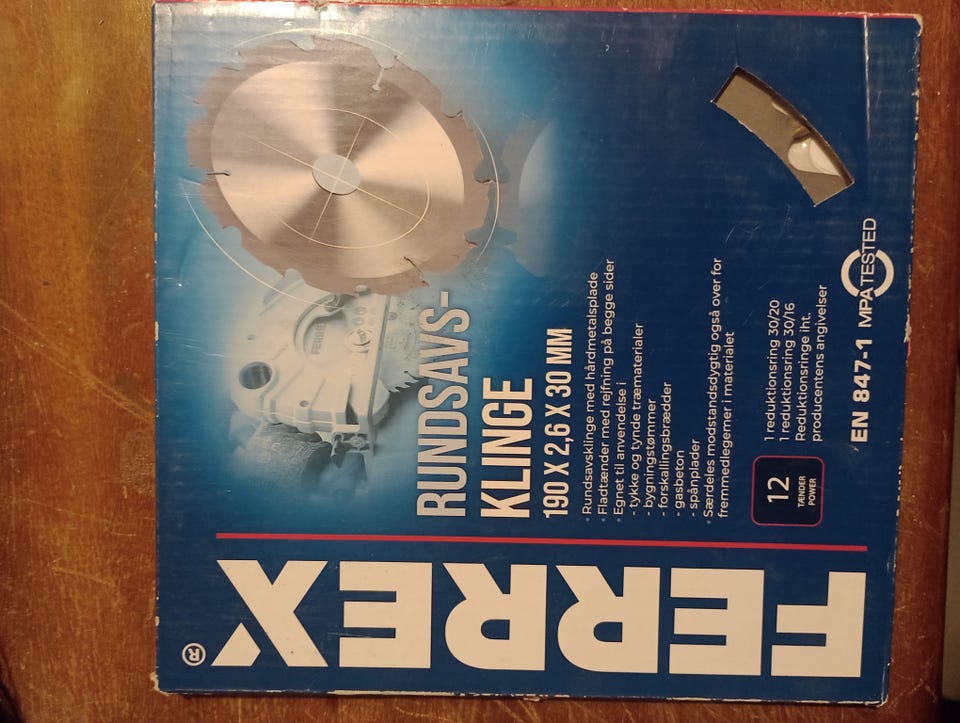 FERREX®
RUNDSAVS-
KLINGE
190 X 2,6 X 30 MM
• Rundsavsklinge med hårdmetalsplade
• Fladtænder med rejfning på begge sider
• Egnet til anvendelse i
- tykke og tynde træmaterialer
- bygningstømmer
- forskallingsbrædder
- gasbeton
- spånplader
• Særdeles modstandsdygtig også over for
fremmedlegemer i materialet
12
TÆNDER
POWER
1 reduktionsring 30/20
1 reduktionsring 30/16
Reduktionsringe iht.
producentens angivelser
EN 847-1 MPA TESTED
FERREX